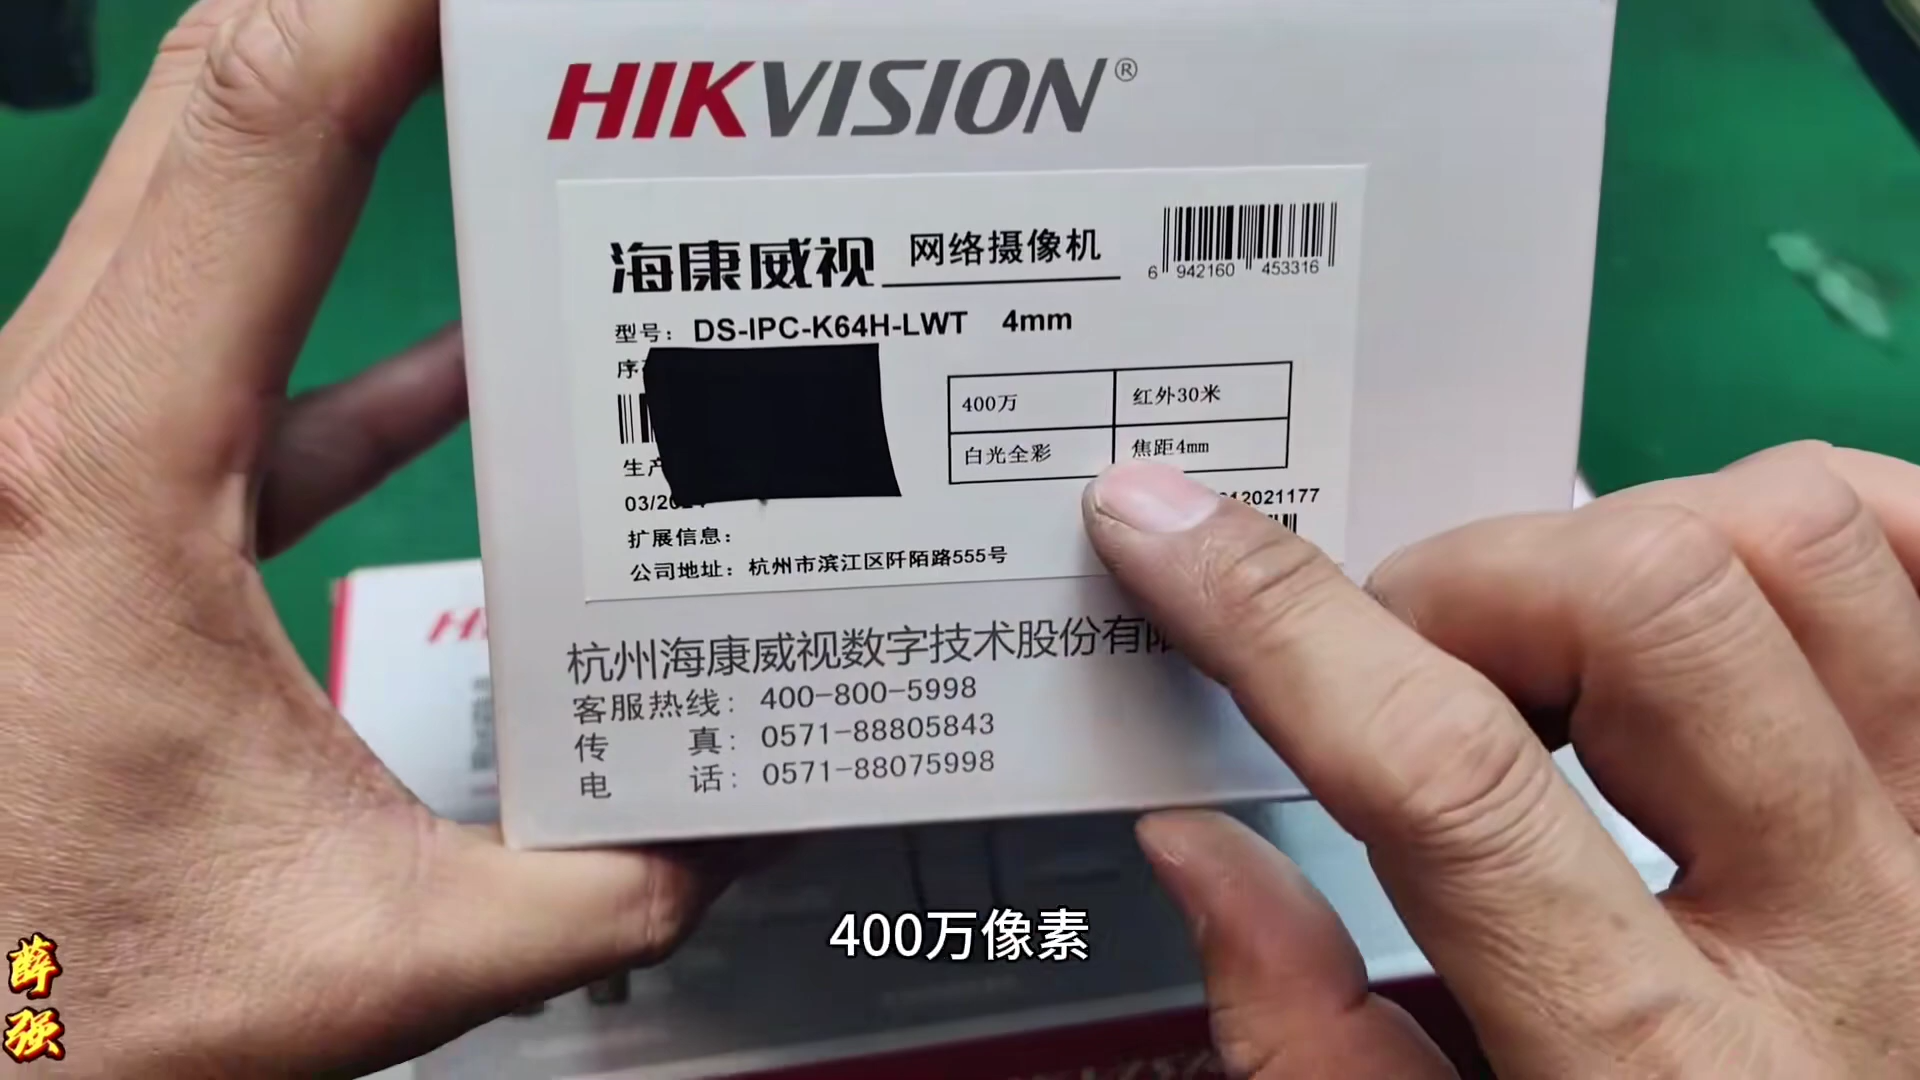 HIKVISION®
海康威视 网络摄像机
6 942160 453316
型号: DS-IPC-K64H-LWT 4mm
400万 红外30米
白光全彩 焦距4mm
12021177
扩展信息:
公司地址: 杭州市滨江区阡陌路555号
杭州海康威视数字技术股份有
客服热线: 400-800-5998
传 真: 0571-88805843
电 话: 0571-88075998
400万像素
薛强